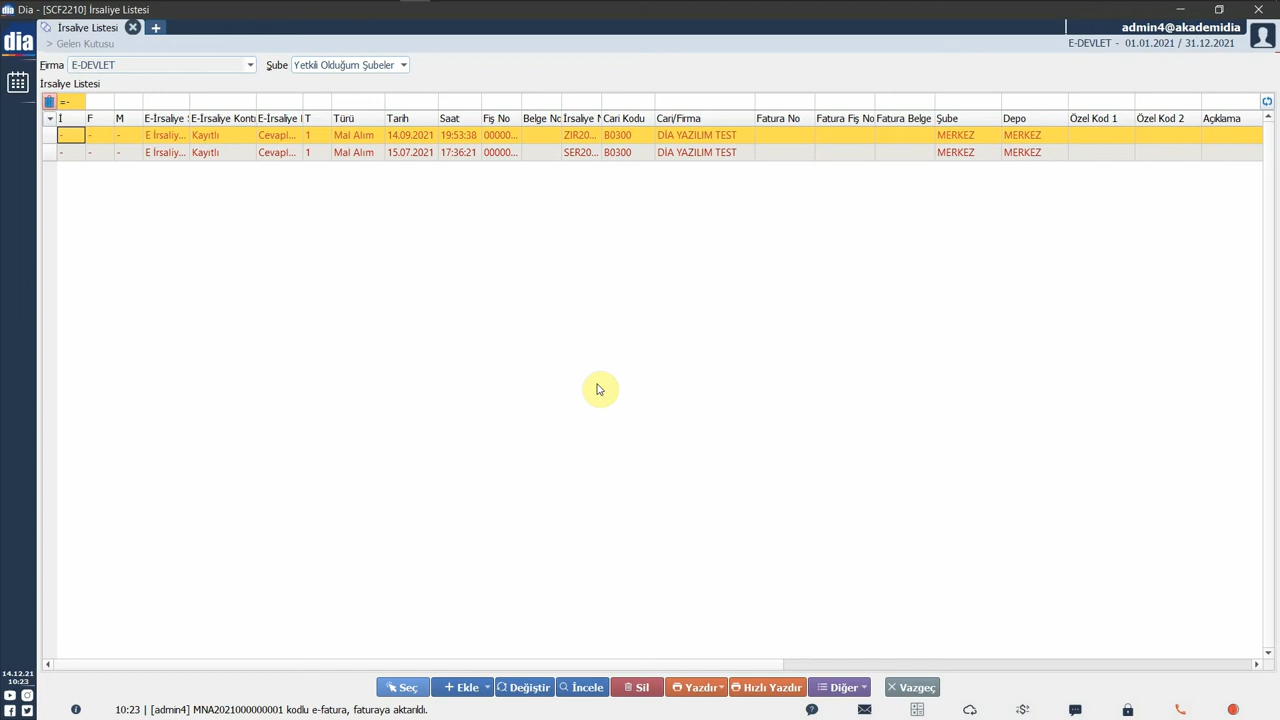 Dia - [SCF2210] İrsaliye Listesi
dia
İrsaliye Listesi
admin4@akademidia
> Gelen Kutusu
E-DEVLET - 01.01.2021 / 31.12.2021
Firma E-DEVLET Şube Yetkili Olduğum Şubeler
İrsaliye Listesi
=-
İ F M E-İrsaliye E-İrsaliye Kont E-İrsaliye T Türü Tarih Saat Fiş No Belge No İrsaliye N Cari Kodu Cari/Firma Fatura No Fatura Fiş No Fatura Belge Şube Depo Özel Kod 1 Özel Kod 2 Açıklama
- - - E İrsaliy... Kayıtlı Cevapl... 1 Mal Alım 14.09.2021 19:53:38 00000... ZIR20... B0300 DİA YAZILIM TEST MERKEZ MERKEZ
- - - E İrsaliy... Kayıtlı Cevapl... 1 Mal Alım 15.07.2021 17:36:21 00000... SER20... B0300 DİA YAZILIM TEST MERKEZ MERKEZ
Seç Ekle Değiştir İncele Sil Yazdır Hızlı Yazdır Diğer Vazgeç
14.12.21
10:23
10:23 | [admin4] MNA2021000000001 kodlu e-fatura, faturaya aktarıldı.